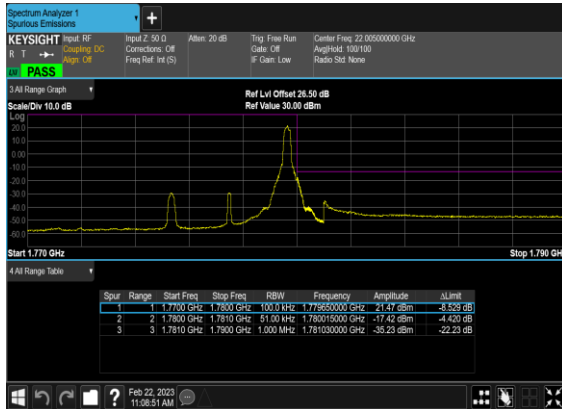 Spectrum Analyzer 1
Spurious Emissions
KEYSIGHT Input: RF Input Z: 50 Ω Atten: 20 dB Trig: Free Run Center Freq: 22.005000000 GHz
R T Coupling: DC Corrections: Off Gate: Off Avg|Hold: 100/100
Align: Off Freq Ref: Int (S) IF Gain: Low Radio Std: None
PASS
3 All Range Graph
Ref Lvl Offset 26.50 dB
Scale/Div 10.0 dB Ref Value 30.00 dBm
Log
20.0
10.0
0.00
-10.0
-20.0
-30.0
-40.0
-50.0
-60.0
Start 1.770 GHz Stop 1.790 GH
4 All Range Table
Spur Range Start Freq Stop Freq RBW Frequency Amplitude ΔLimit
1 1 1.7700 GHz 1.7800 GHz 100.0 kHz 1.779650000 GHz 21.47 dBm -8.529 dB
2 2 1.7800 GHz 1.7810 GHz 51.00 kHz 1.780015000 GHz -17.42 dBm -4.420 dB
3 3 1.7810 GHz 1.7900 GHz 1.000 MHz 1.781030000 GHz -35.23 dBm -22.23 dB
Feb 22, 2023
11:08:51 AM